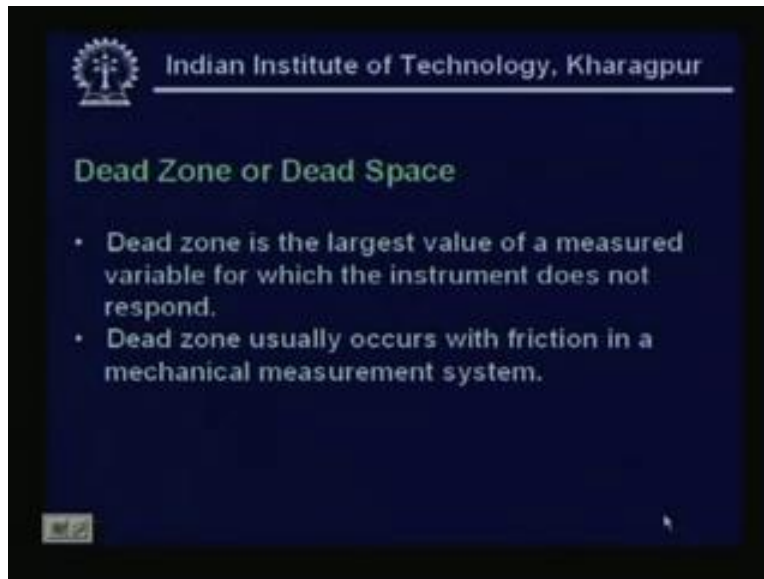 Indian Institute of Technology, Kharagpur
Dead Zone or Dead Space
• Dead zone is the largest value of a measured
variable for which the instrument does not
respond.
• Dead zone usually occurs with friction in a
mechanical measurement system.